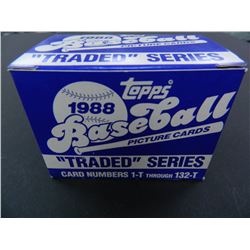 "TRADED" SERIES
Topps®
1988
Baseball
PICTURE CARDS
"TRADED" SERIES
CARD NUMBERS 1-T THROUGH 132-T